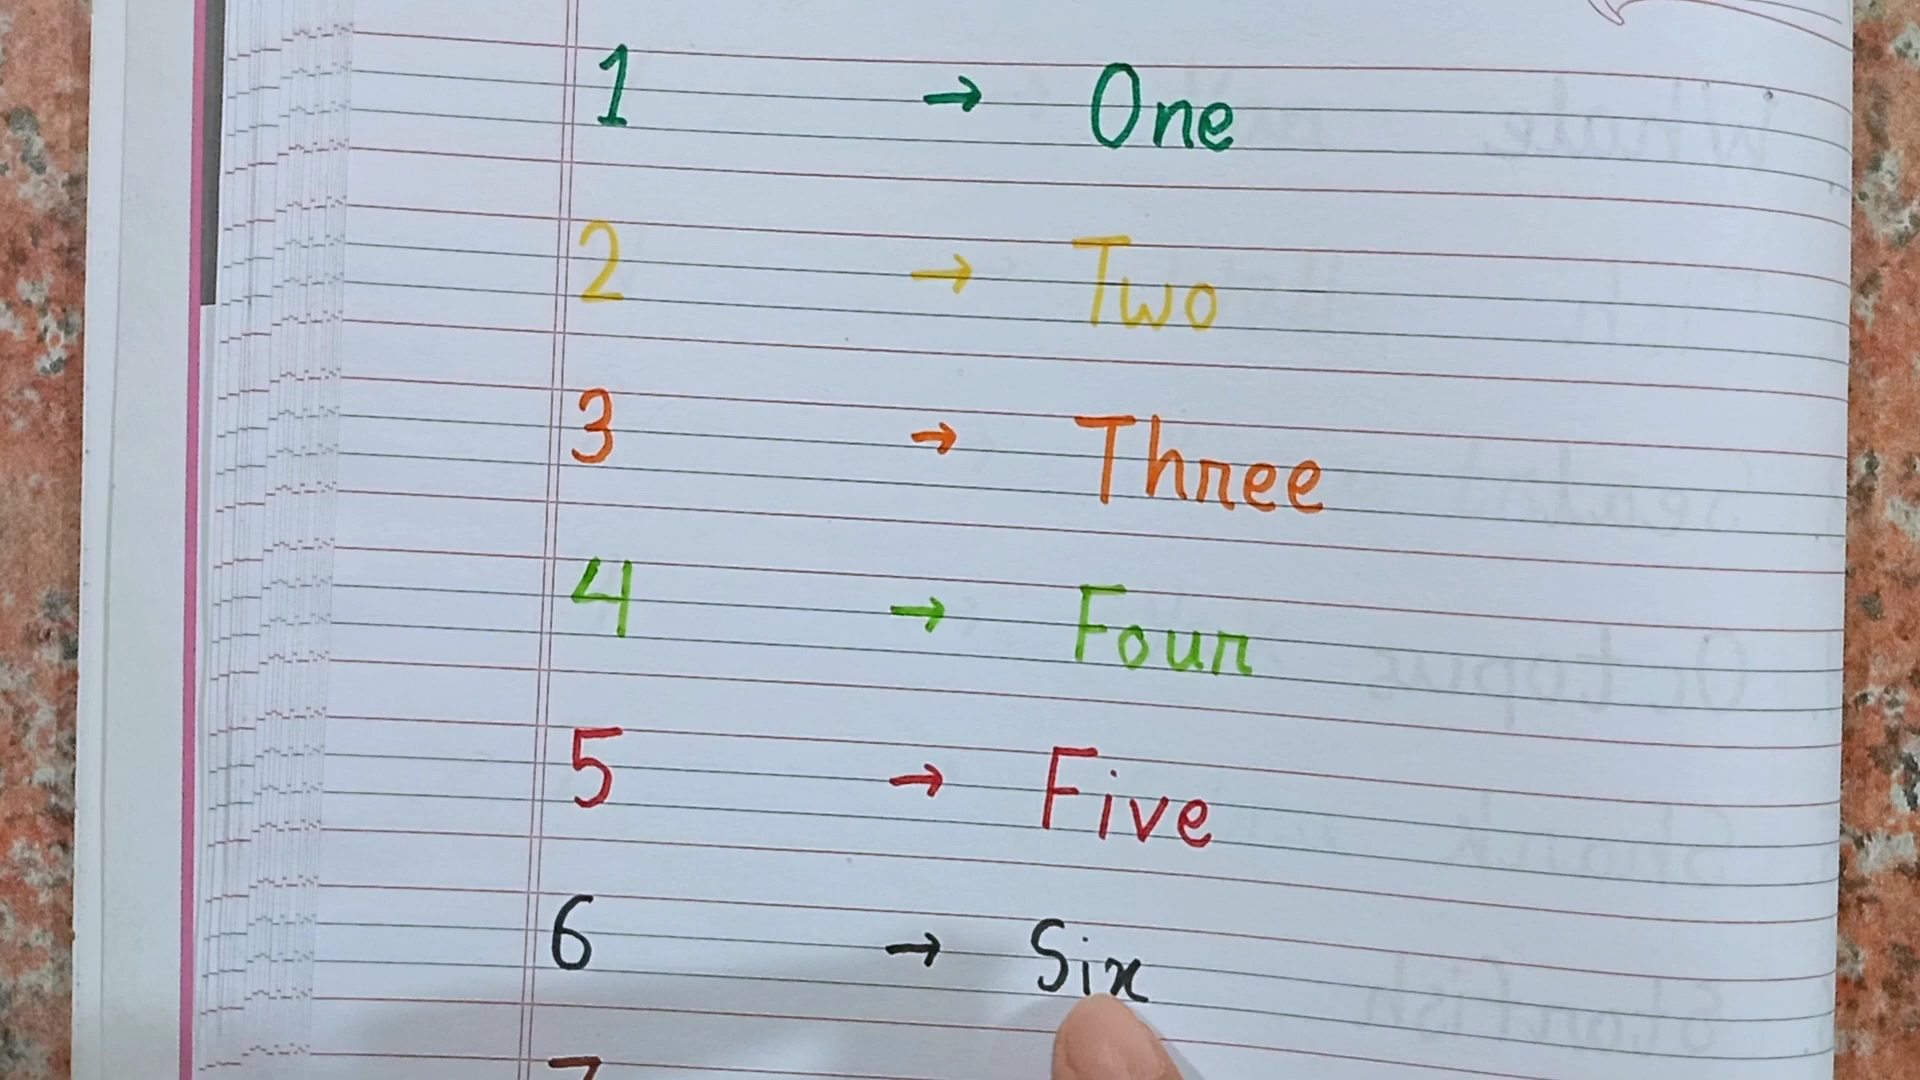 1 → One
2 → Two
3 → Three
4 → Four
5 → Five
6 → Six